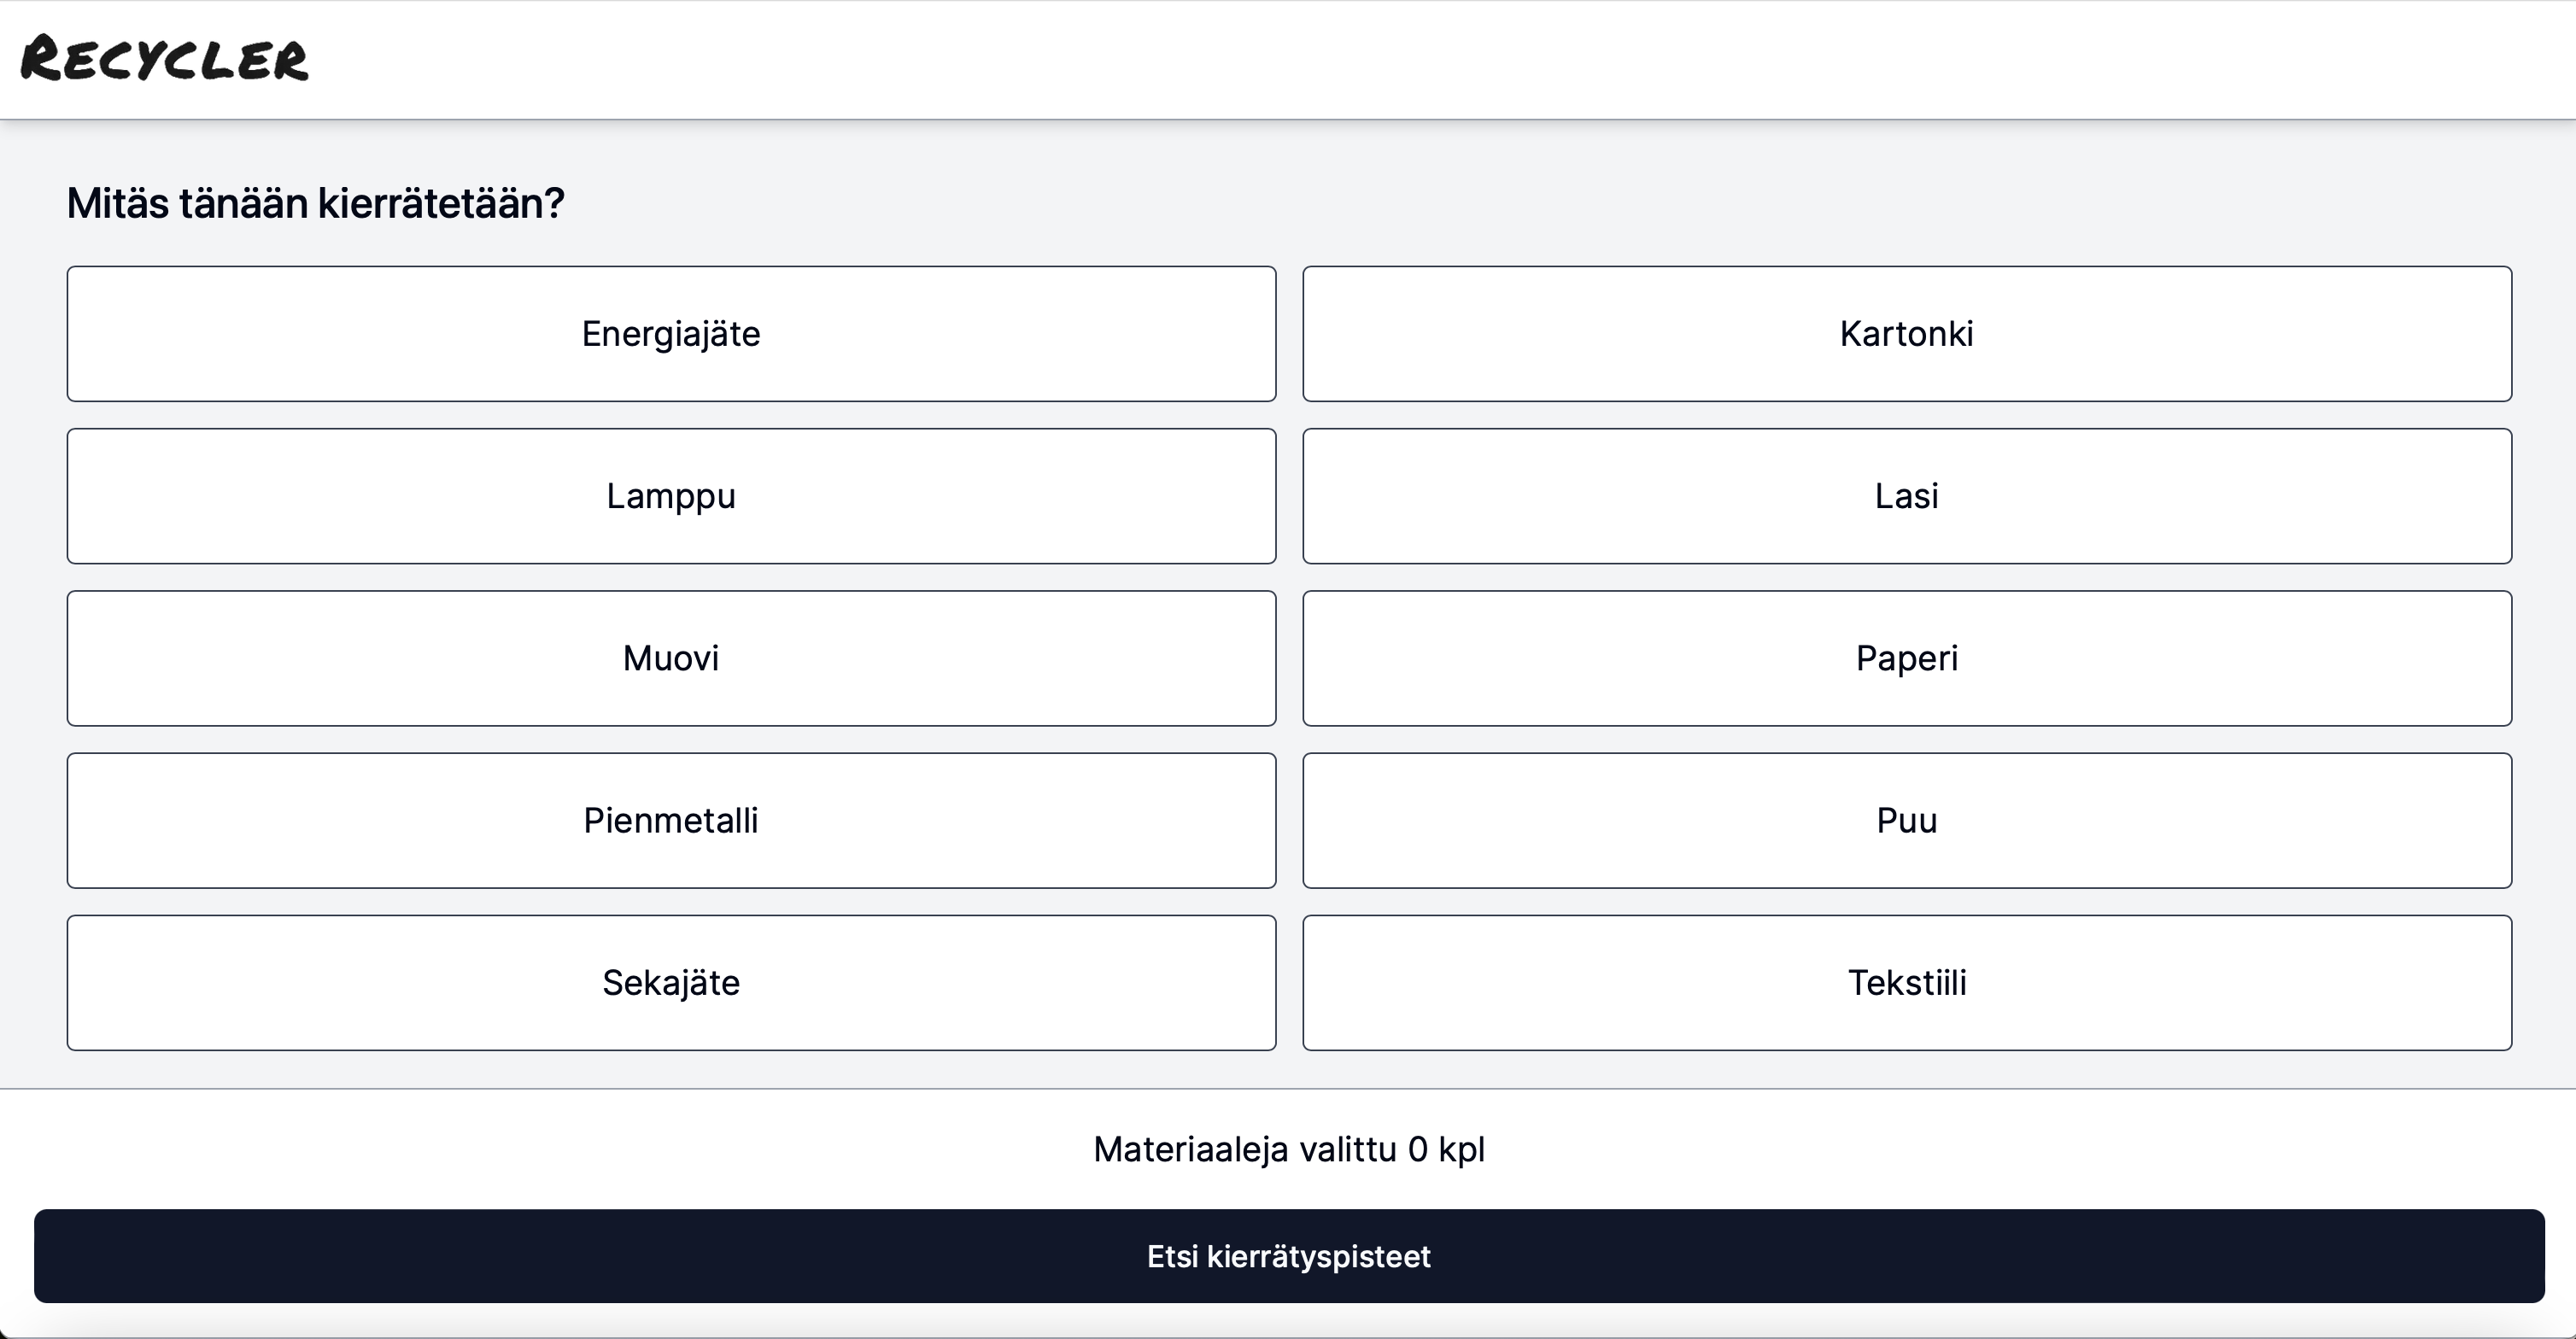 RECYCLER
Mitäs tänään kierrätetään?
Energiajäte
Kartonki
Lamppu
Lasi
Muovi
Paperi
Pienmetalli
Puu
Sekajäte
Tekstiili
Materiaaleja valittu 0 kpl
Etsi kierrätyspisteet